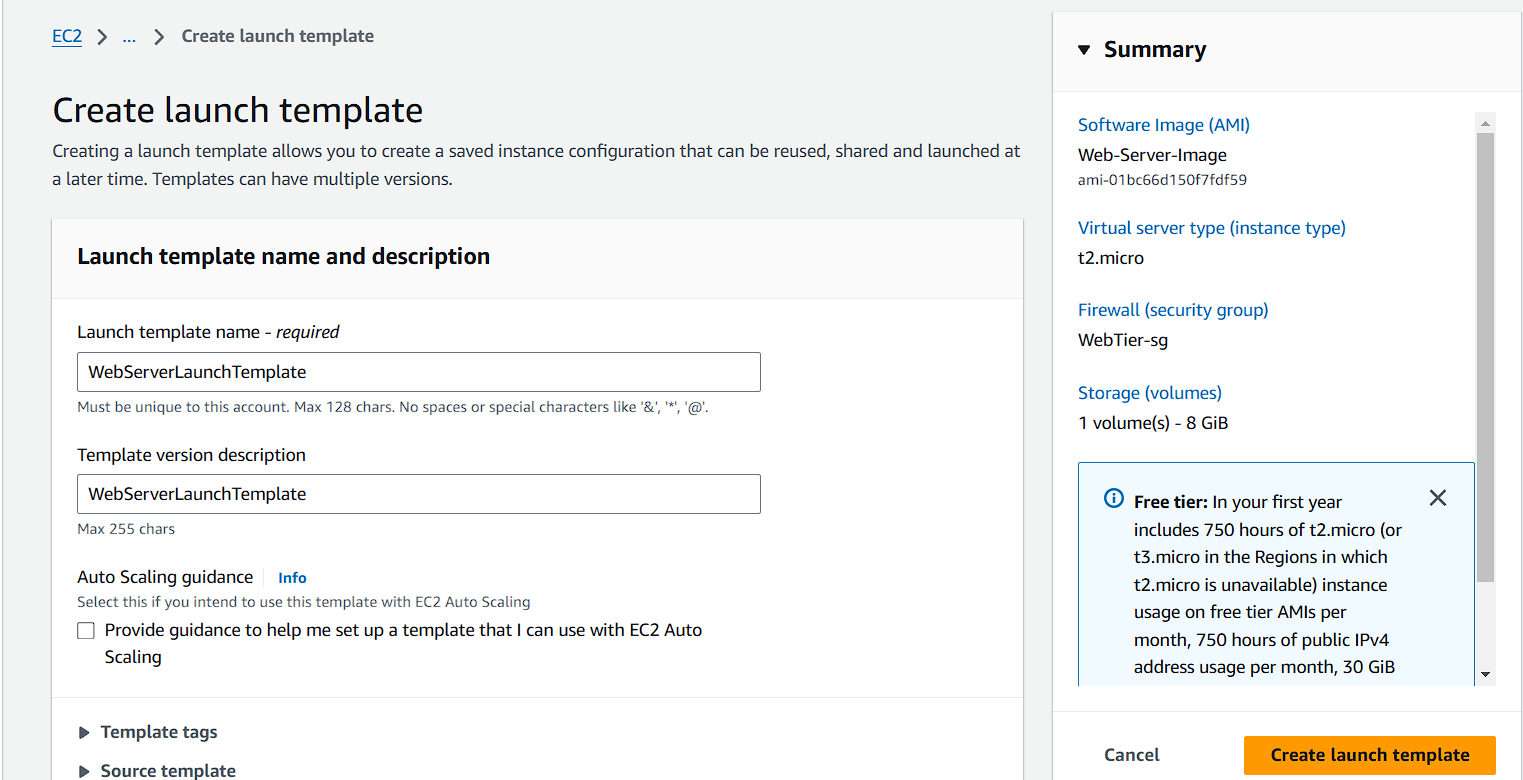 EC2 > ... > Create launch template
Create launch template
Creating a launch template allows you to create a saved instance configuration that can be reused, shared and launched at
a later time. Templates can have multiple versions.
Launch template name and description
Launch template name - required
WebServerLaunchTemplate
Must be unique to this account. Max 128 chars. No spaces or special characters like '&', '*', '@'.
Template version description
WebServerLaunchTemplate
Max 255 chars
Auto Scaling guidance Info
Select this if you intend to use this template with EC2 Auto Scaling
Provide guidance to help me set up a template that I can use with EC2 Auto
Scaling
Template tags
Source template
Summary
Software Image (AMI)
Web-Server-Image
ami-01bc66d150f7fdf59
Virtual server type (instance type)
t2.micro
Firewall (security group)
WebTier-sg
Storage (volumes)
1 volume(s) - 8 GiB
Free tier: In your first year
includes 750 hours of t2.micro (or
t3.micro in the Regions in which
t2.micro is unavailable) instance
usage on free tier AMIs per
month, 750 hours of public IPv4
address usage per month, 30 GiB
Cancel
Create launch template